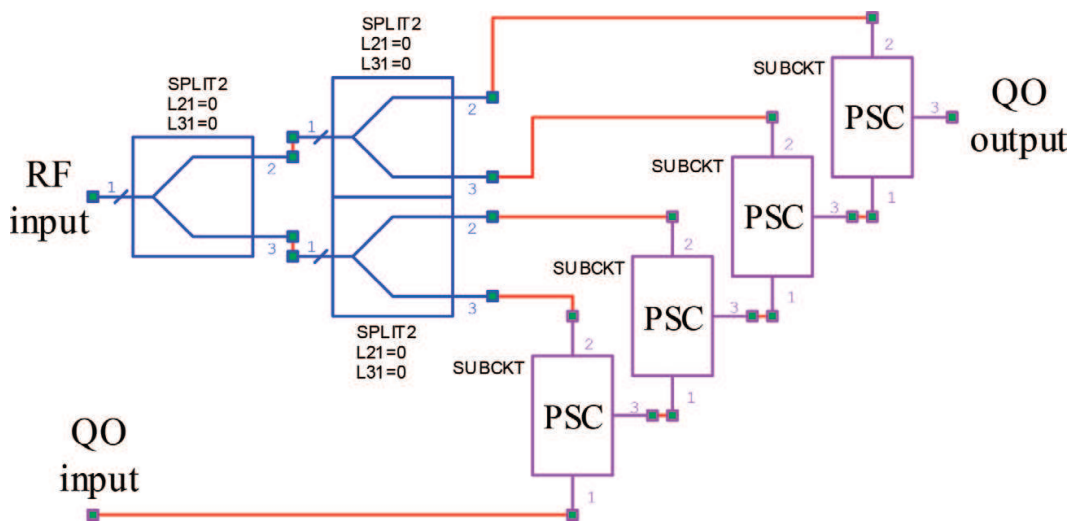 SPLIT2
L21=0
L31=0
SPLIT2
L21=0
L31=0
RF
input
1
2
3
1
2
3
1
2
3
SPLIT2
L21=0
L31=0
SUBCKT
2
PSC
3
1
QO
output
SUBCKT
2
PSC
3
1
SUBCKT
2
PSC
3
1
SUBCKT
2
PSC
3
1
QO
input